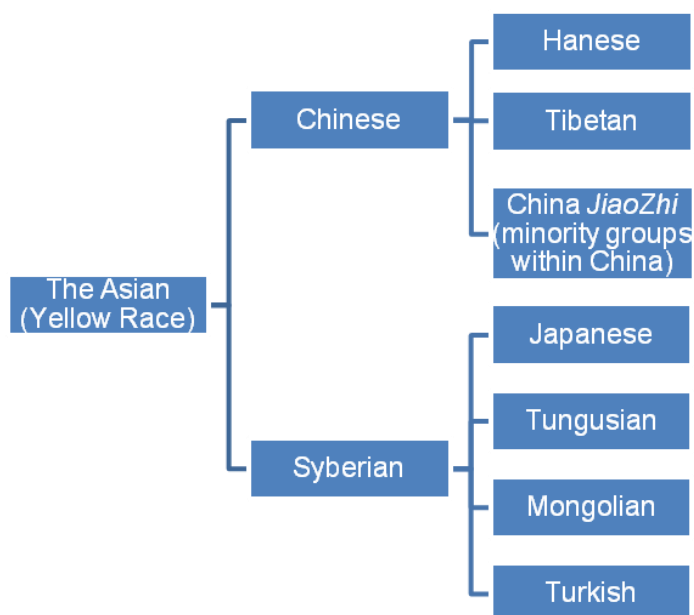 The Asian
(Yellow Race)
Chinese
Hanese
Tibetan
China JiaoZhi
(minority groups
within China)
Syberian
Japanese
Tungusian
Mongolian
Turkish